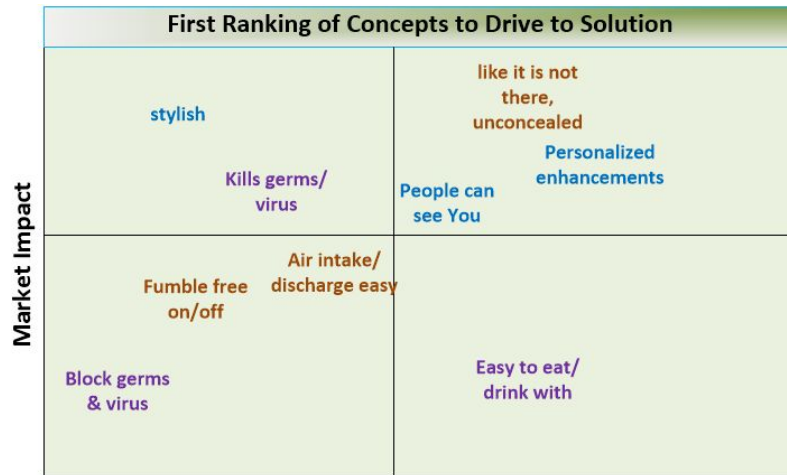 First Ranking of Concepts to Drive to Solution
like it is not
there,
unconcealed
stylish
Personalized
enhancements
Kills germs/
virus
People can
see You
Market Impact
Air intake/
discharge easy
Fumble free
on/off
Block germs
& virus
Easy to eat/
drink with